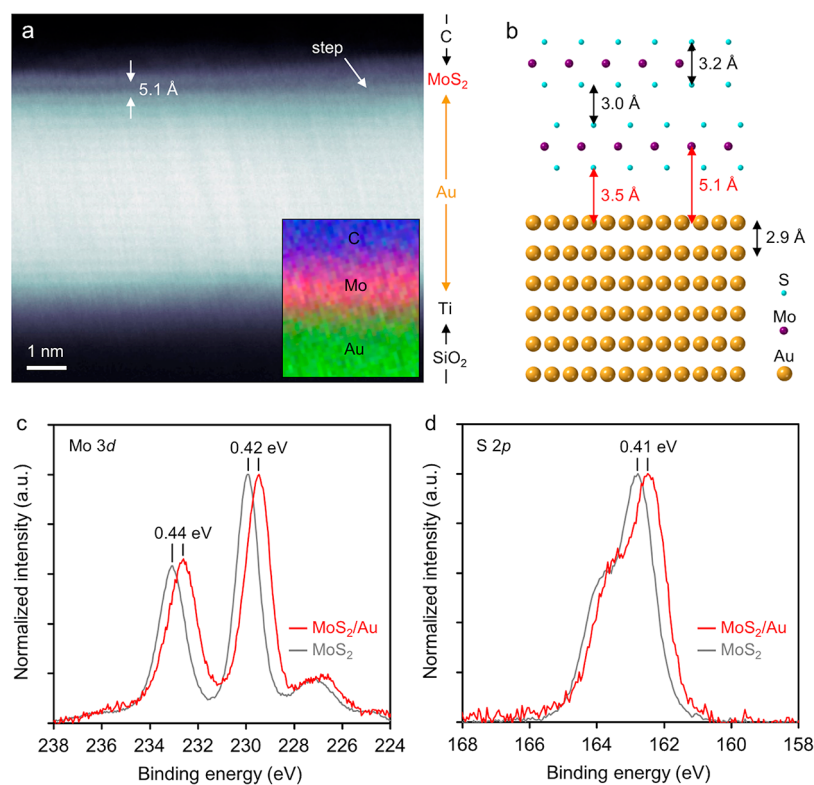 a
step
5.1 Å
C
Mo
Au
1 nm
C
MoS₂
Au
Ti
SiO₂
b
3.2 Å
3.0 Å
3.5 Å
5.1 Å
2.9 Å
S
Mo
Au
c
Mo 3d
0.42 eV
0.44 eV
MoS₂/Au
MoS₂
Normalized intensity (a.u.)
238 236 234 232 230 228 226 224
Binding energy (eV)
d
S 2p
0.41 eV
MoS₂/Au
MoS₂
Normalized intensity (a.u.)
168 166 164 162 160 158
Binding energy (eV)